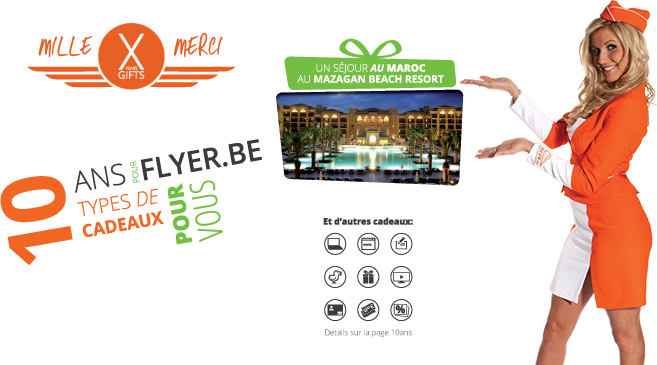 MILLE X MERCI
YEARS
GIFTS
UN SÉJOUR AU MAROC
AU MAZAGAN BEACH RESORT
10 ANS POUR FLYER.BE
TYPES DE
CADEAUX
POUR
VOUS
Et d'autres cadeaux:
Details sur la page 10ans